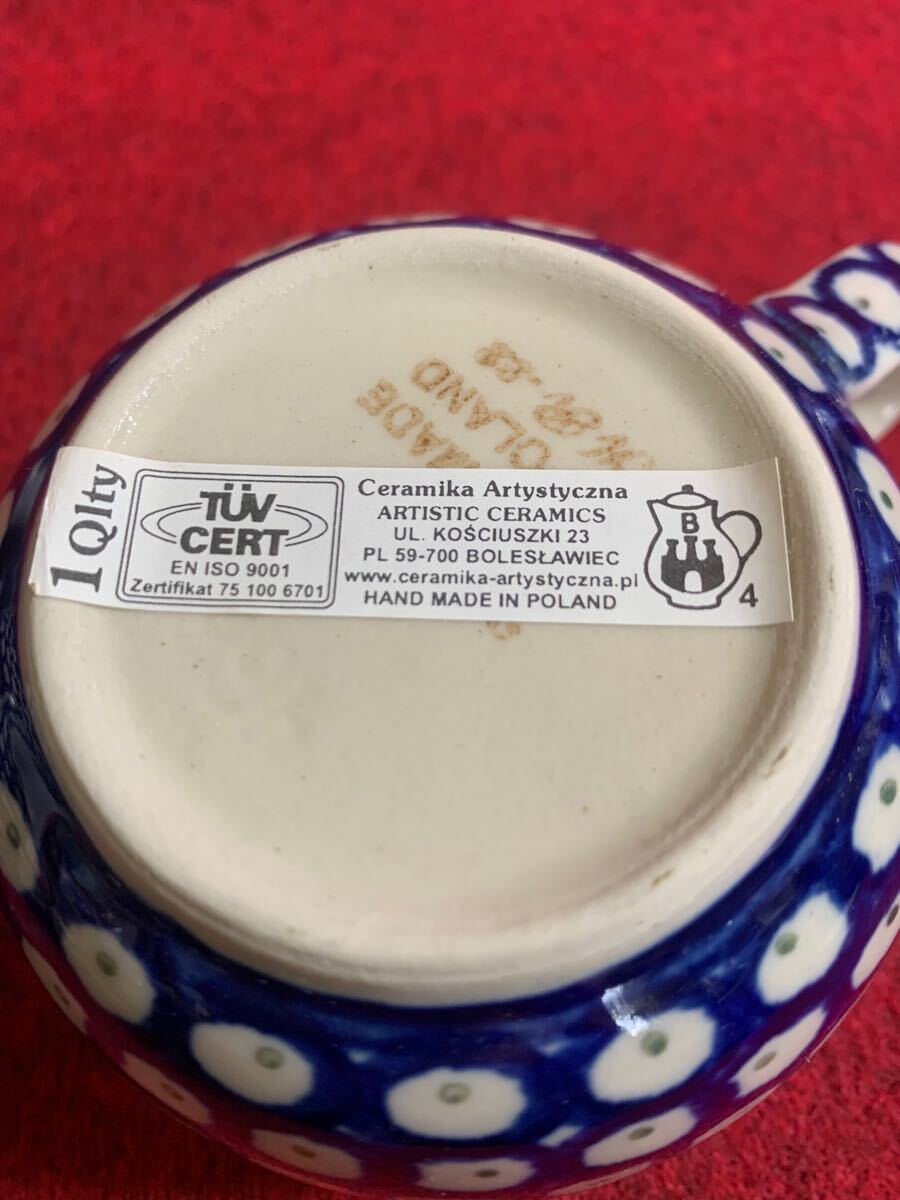 1 Qlty
TÜV
CERT
EN ISO 9001
Zertifikat 75 100 6701
Ceramika Artystyczna
ARTISTIC CERAMICS
UL. KOŚCIUSZKI 23
PL 59-700 BOLESŁAWIEC
www.ceramika-artystyczna.pl
HAND MADE IN POLAND
B
4
MADE